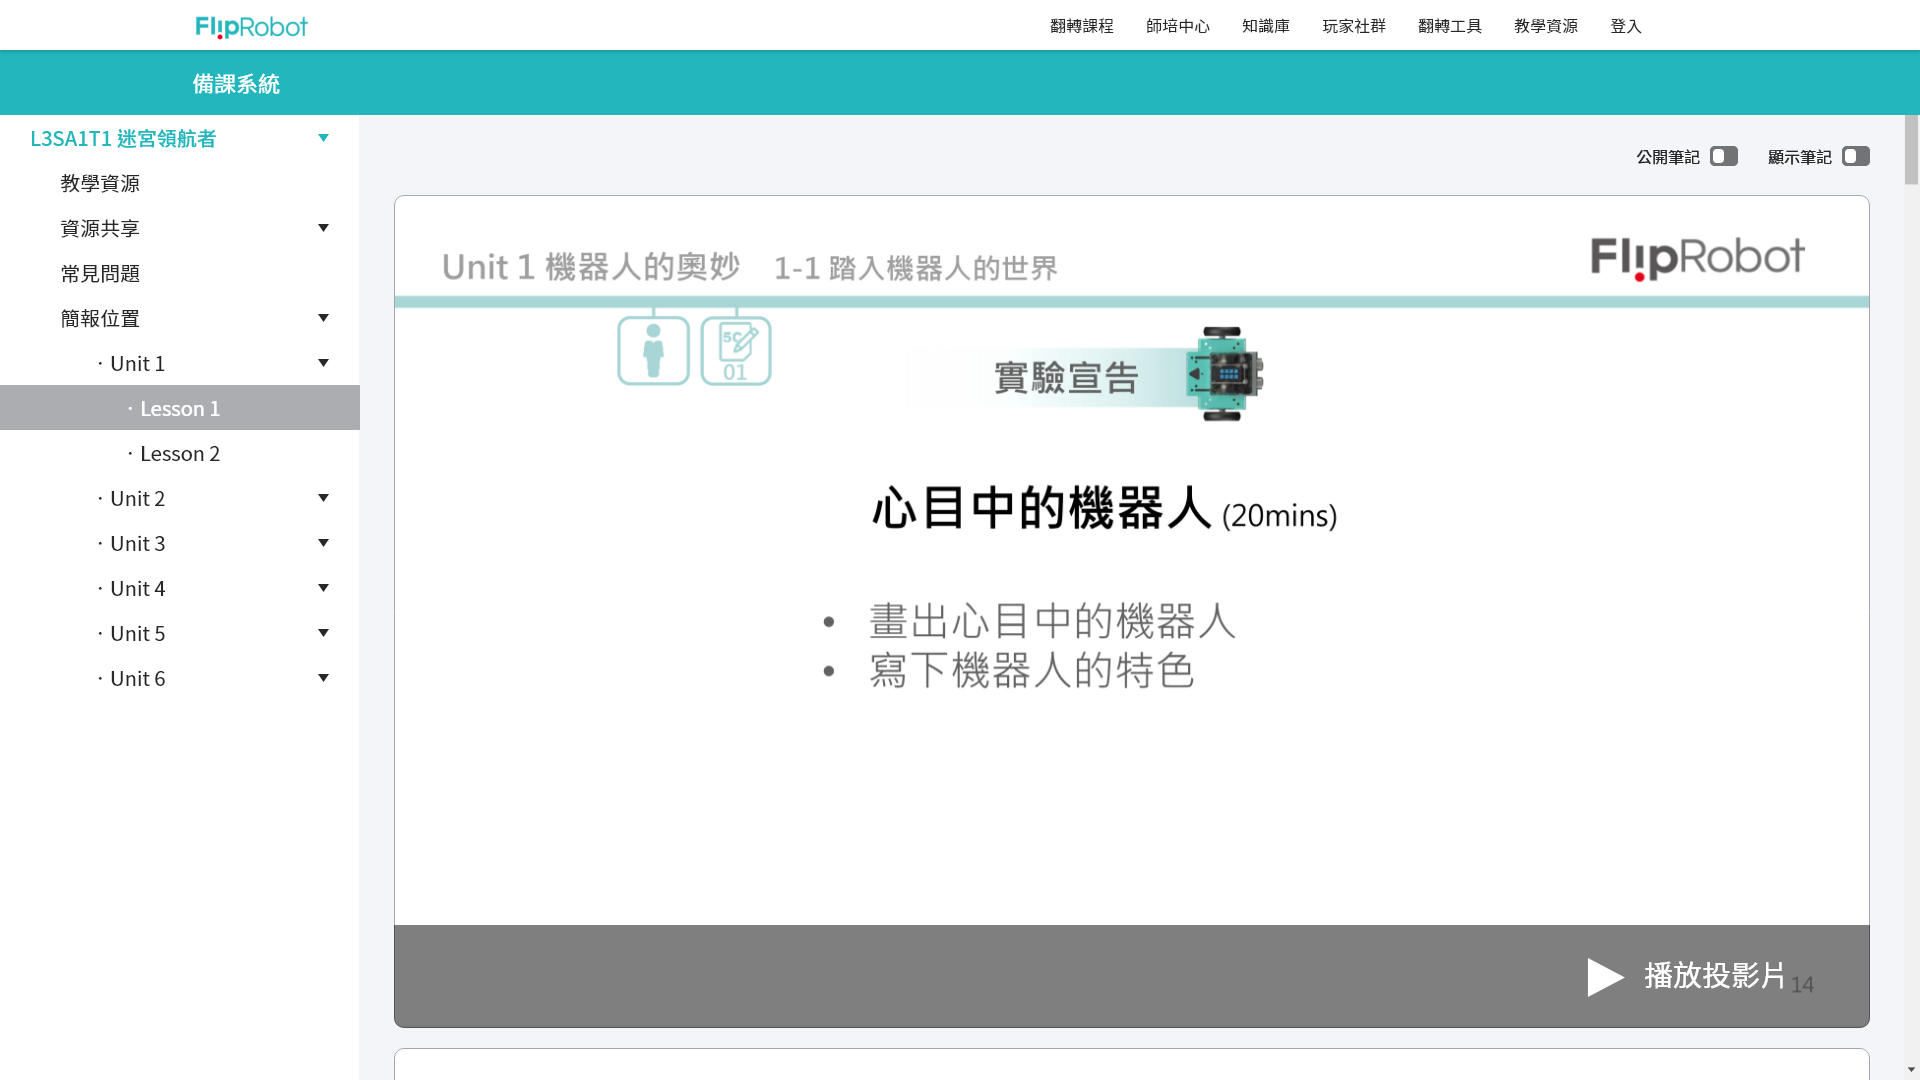 FlipRobot
翻轉課程 師培中心 知識庫 玩家社群 翻轉工具 教學資源 登入
備課系統
L3SA1T1 迷宮領航者
教學資源
資源共享
常見問題
簡報位置
· Unit 1
· Lesson 1
· Lesson 2
· Unit 2
· Unit 3
· Unit 4
· Unit 5
· Unit 6
公開筆記 顯示筆記
Unit 1 機器人的奧妙 1-1 踏入機器人的世界
FlipRobot
5C
01
實驗宣告
心目中的機器人 (20mins)
• 畫出心目中的機器人
• 寫下機器人的特色
播放投影片
14